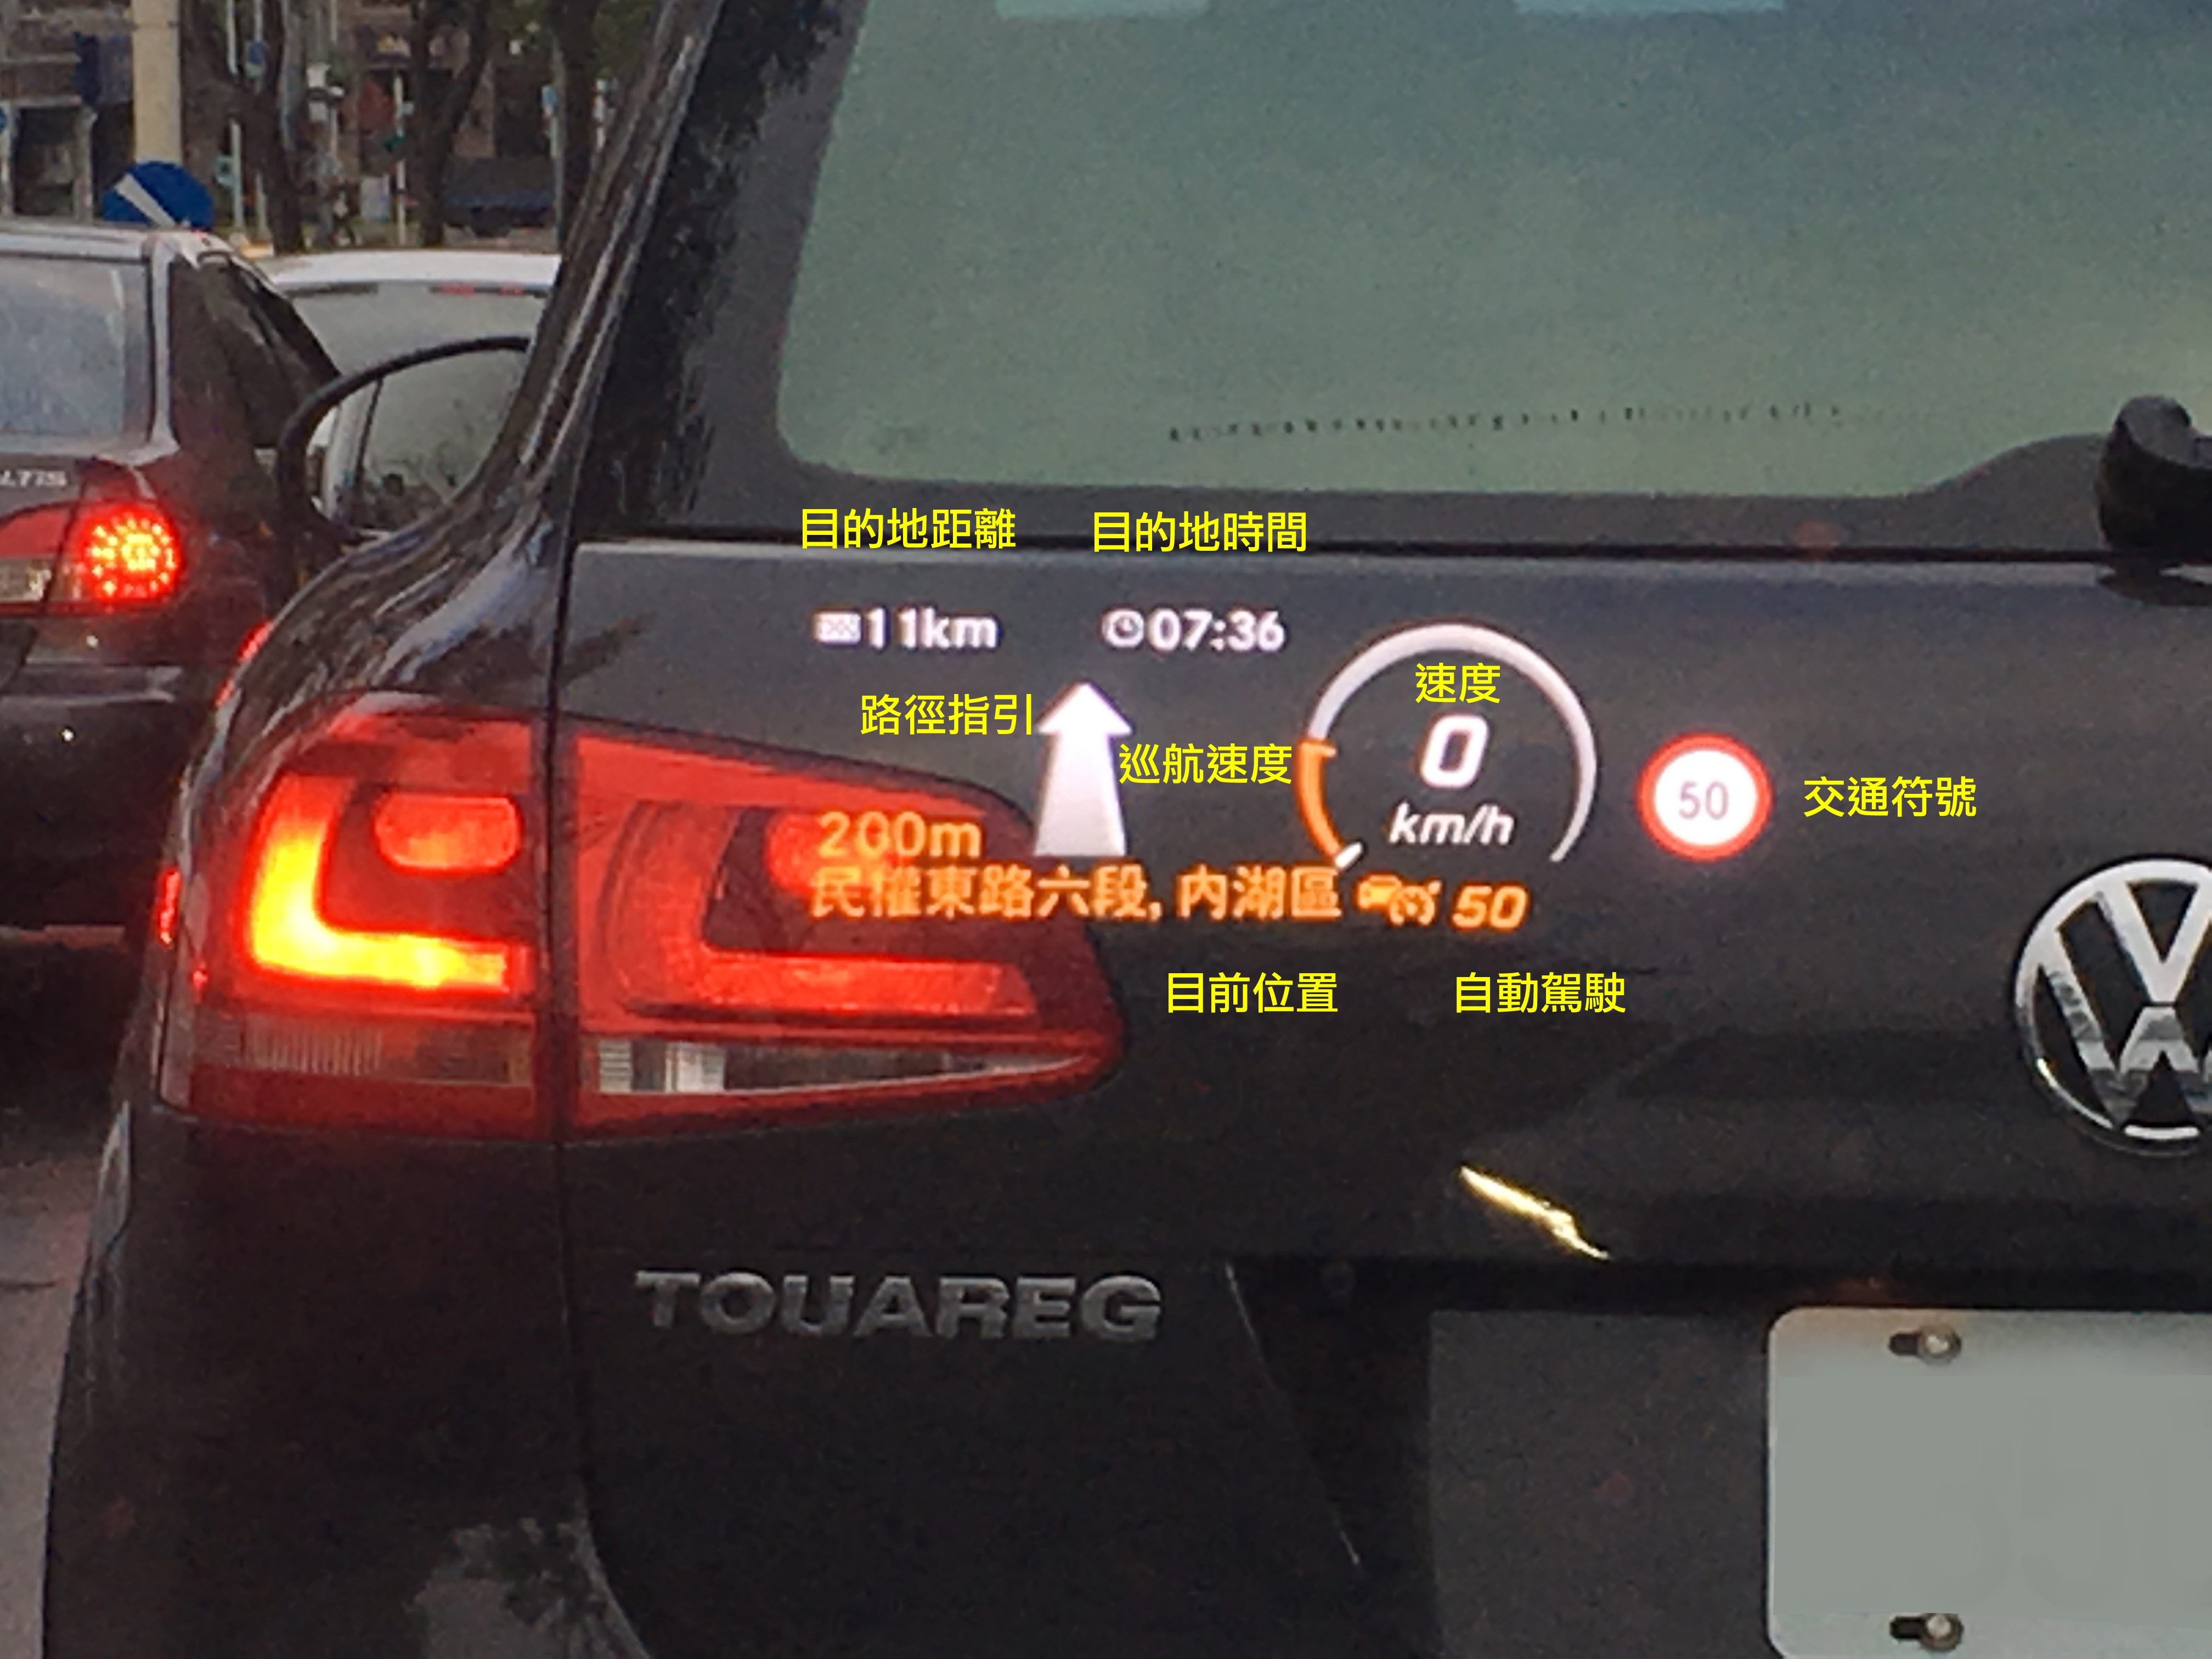 目的地距離 目的地時間
11km 07:36
速度
路徑指引
0
巡航速度
50
交通符號
km/h
200m
民權東路六段, 內湖區 50
目前位置 自動駕駛
TOUAREG